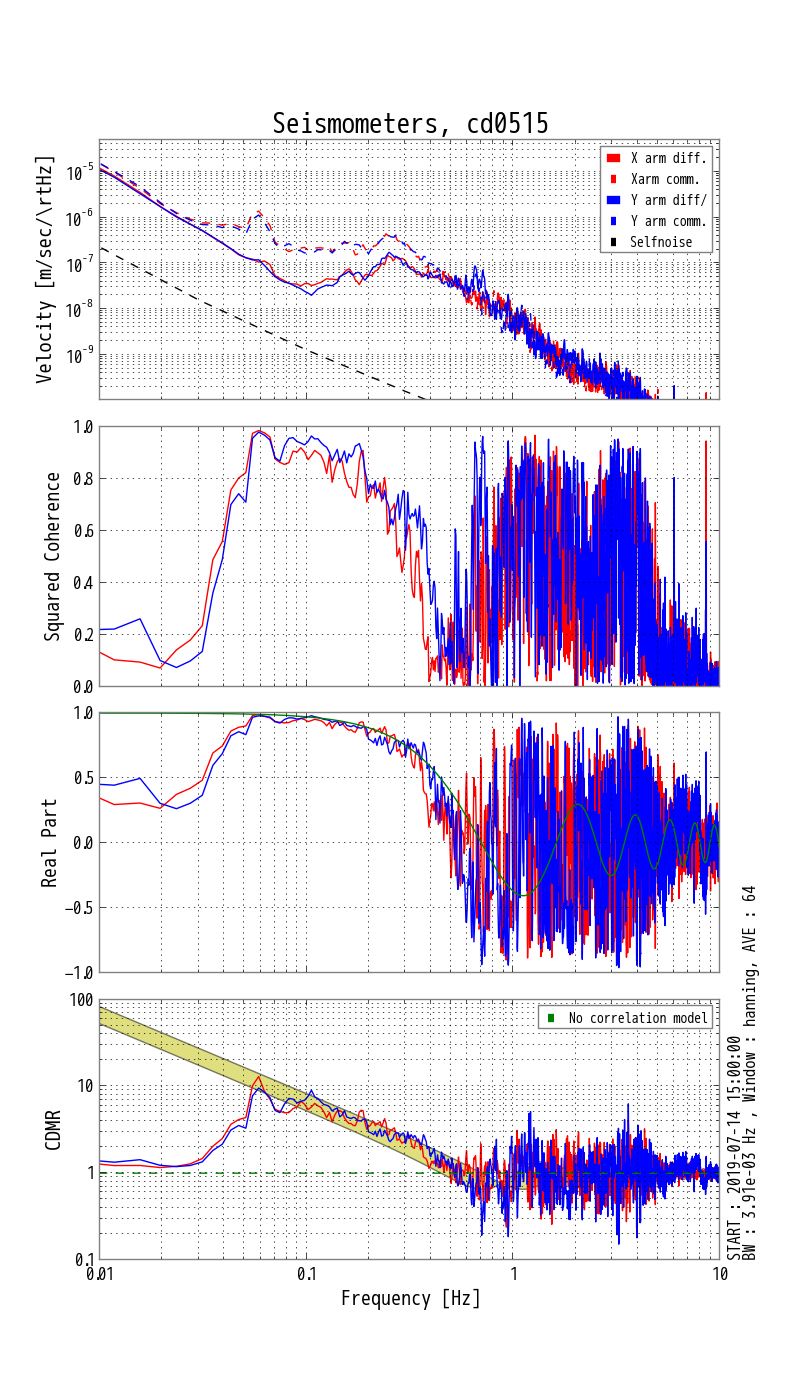 Seismometers, cd0515
Velocity [m/sec/\rtHz]
10^-5
10^-6
10^-7
10^-8
10^-9
X arm diff.
Xarm comm.
Y arm diff/
Y arm comm.
Selfnoise
Squared Coherence
1.0
0.8
0.6
0.4
0.2
0.0
Real Part
1.0
0.5
0.0
−0.5
−1.0
CDMR
100
10
1
0.1
No correlation model
0.01
0.1
1
10
Frequency [Hz]
START : 2019-07-14 15:00:00
BW : 3.91e-03 Hz , Window : hanning, AVE : 64